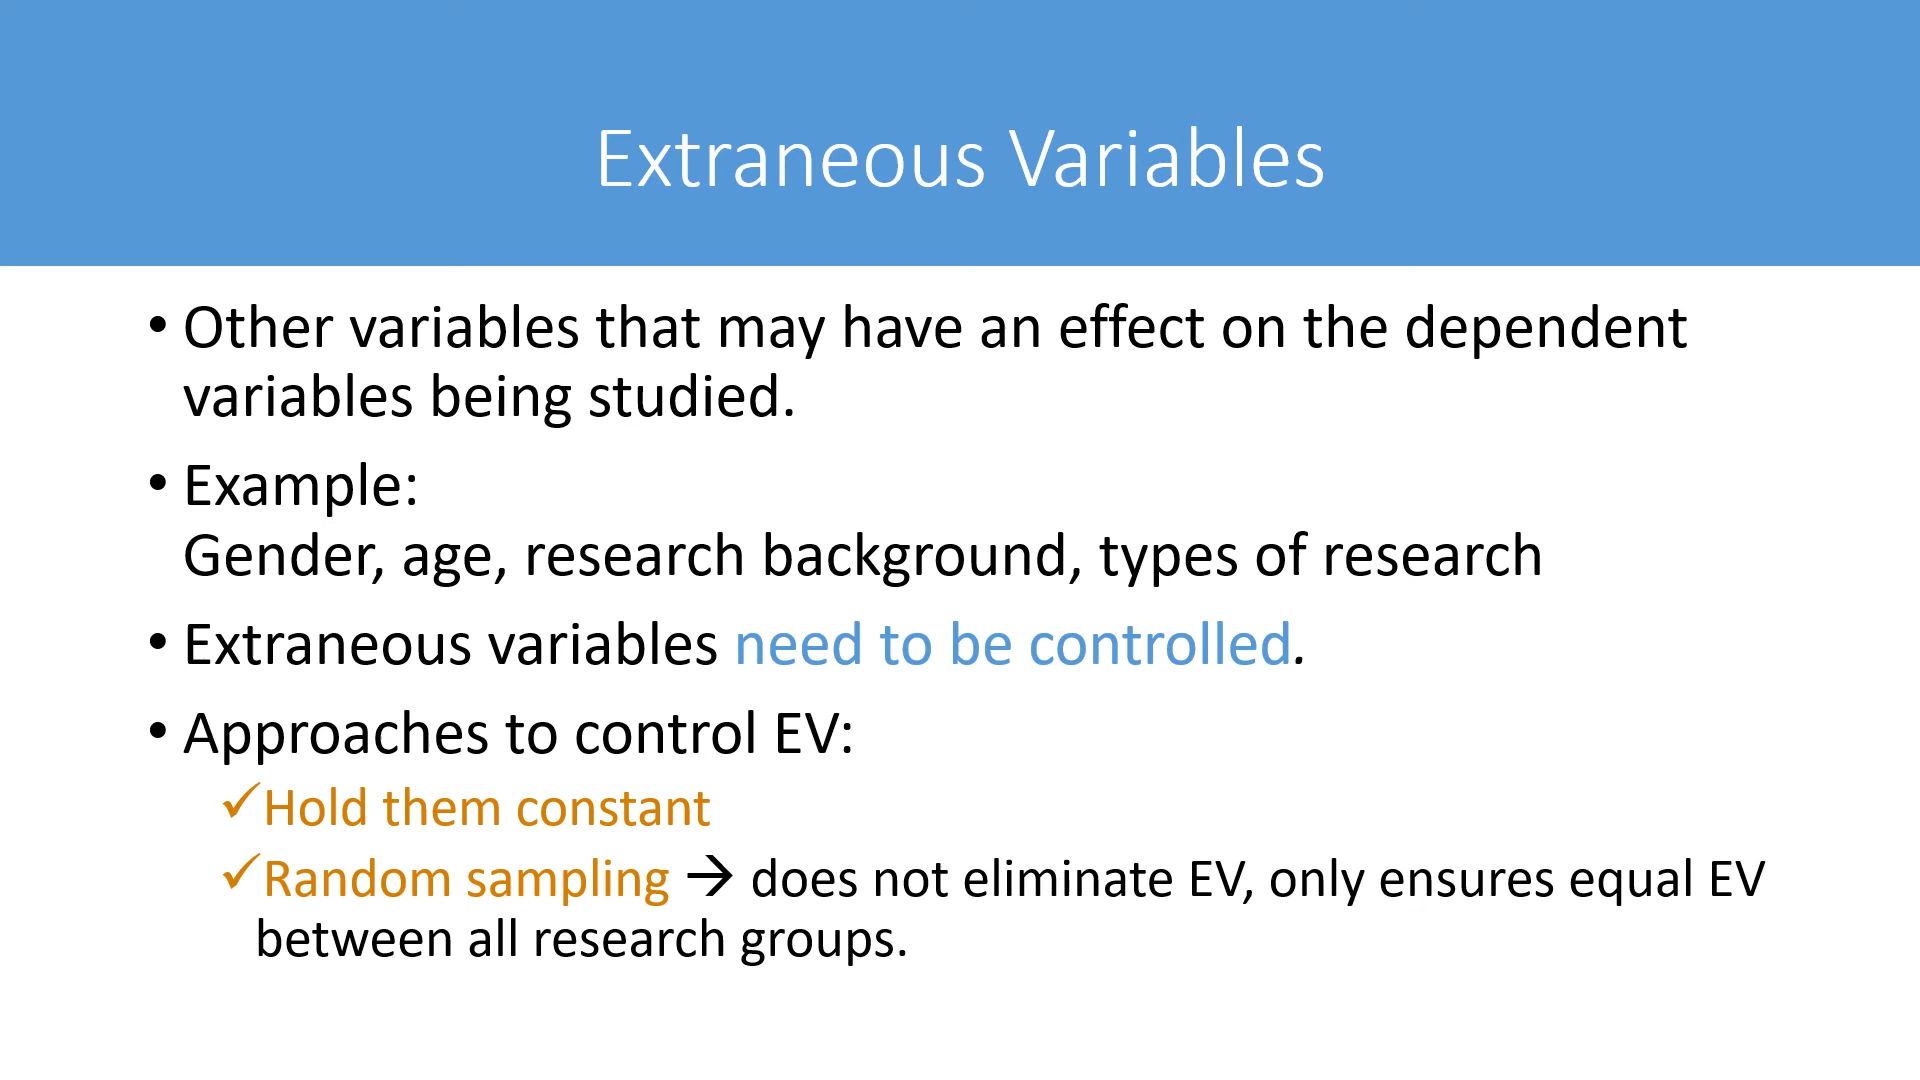 Extraneous Variables
• Other variables that may have an effect on the dependent
variables being studied.
• Example:
Gender, age, research background, types of research
• Extraneous variables need to be controlled.
• Approaches to control EV:
✓Hold them constant
✓Random sampling → does not eliminate EV, only ensures equal EV
between all research groups.